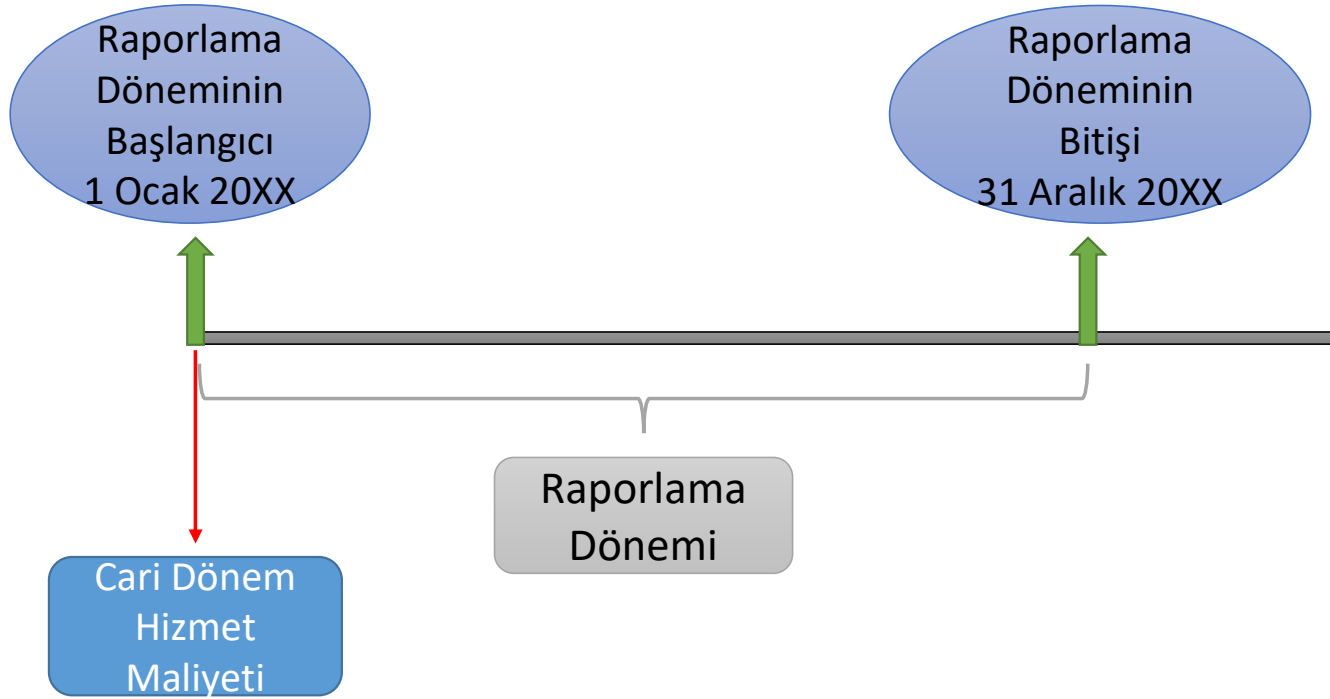 Raporlama
Döneminin
Başlangıcı
1 Ocak 20XX
Raporlama
Döneminin
Bitişi
31 Aralık 20XX
Raporlama
Dönemi
Cari Dönem
Hizmet
Maliyeti